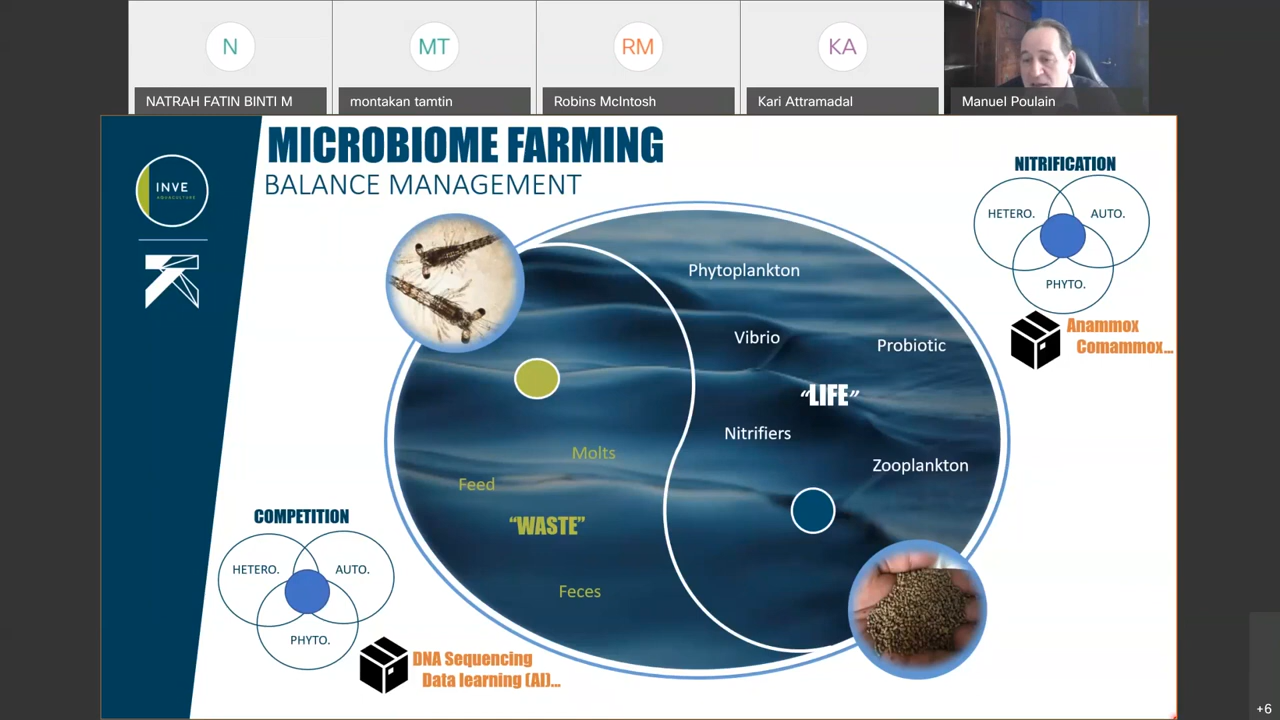 N
MT
RM
KA
NATRAH FATIN BINTI M
montakan tamtin
Robins McIntosh
Kari Attramadal
Manuel Poulain
INVE
AQUACULTURE
MICROBIOME FARMING
BALANCE MANAGEMENT
NITRIFICATION
HETERO.
AUTO.
PHYTO.
Anammox
Comammox...
Phytoplankton
Vibrio
Probiotic
“LIFE”
Nitrifiers
Zooplankton
Molts
Feed
“WASTE”
Feces
COMPETITION
HETERO.
AUTO.
PHYTO.
DNA Sequencing
Data learning (AI)...
+6